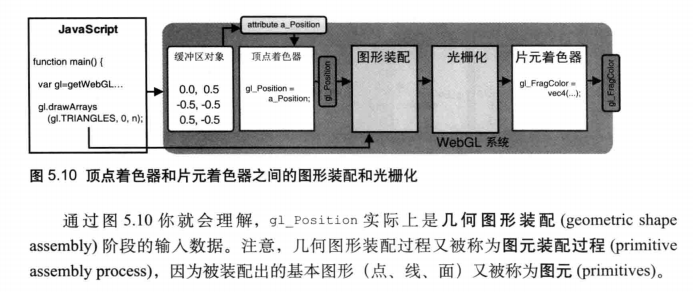 JavaScript
function main() {
var gl=getWebGL...
gl.drawArrays
(gl.TRIANGLES, 0, n);
attribute a_Position
缓冲区对象
0.0, 0.5
-0.5, -0.5
0.5, -0.5
顶点着色器
gl_Position =
a_Position;
gl_Position
图形装配
光栅化
片元着色器
gl_FragColor =
vec4(...);
gl_FragColor
WebGL 系统
图 5.10 顶点着色器和片元着色器之间的图形装配和光栅化
通过图 5.10 你就会理解，gl_Position 实际上是几何图形装配 (geometric shape
assembly) 阶段的输入数据。注意，几何图形装配过程又被称为图元装配过程 (primitive
assembly process)，因为被装配出的基本图形（点、线、面）又被称为图元 (primitives)。